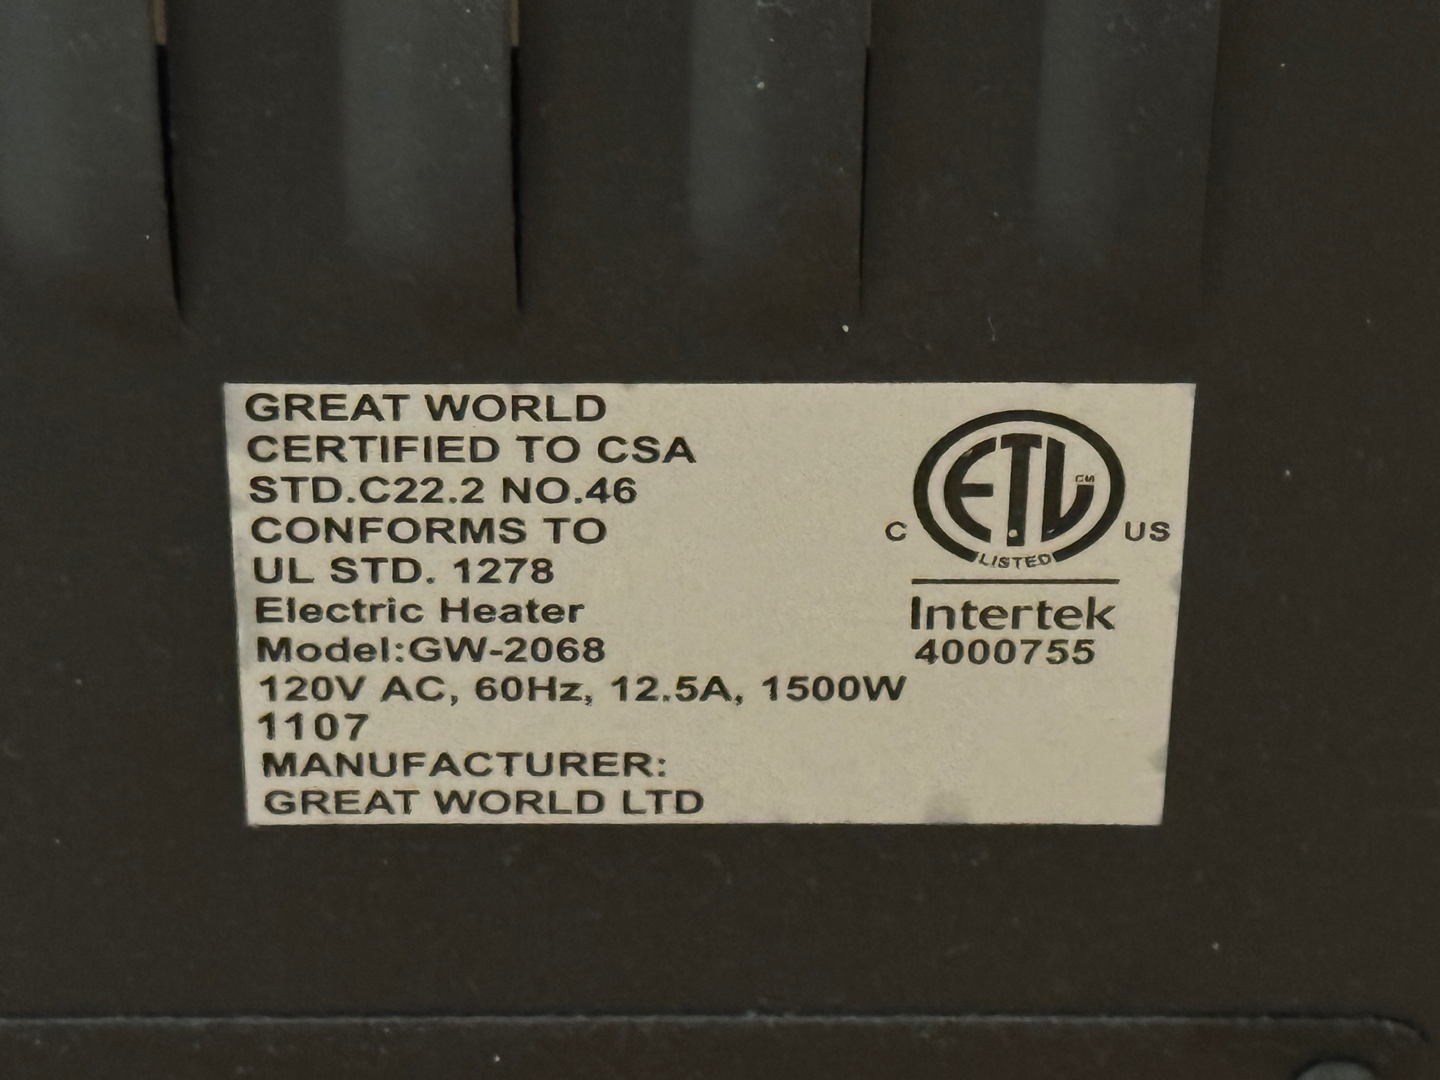 GREAT WORLD
CERTIFIED TO CSA
STD.C22.2 NO.46
CONFORMS TO
UL STD. 1278
Electric Heater
Model:GW-2068
120V AC, 60Hz, 12.5A, 1500W
1107
MANUFACTURER:
GREAT WORLD LTD
ETL
CM
LISTED
C US
Intertek
4000755